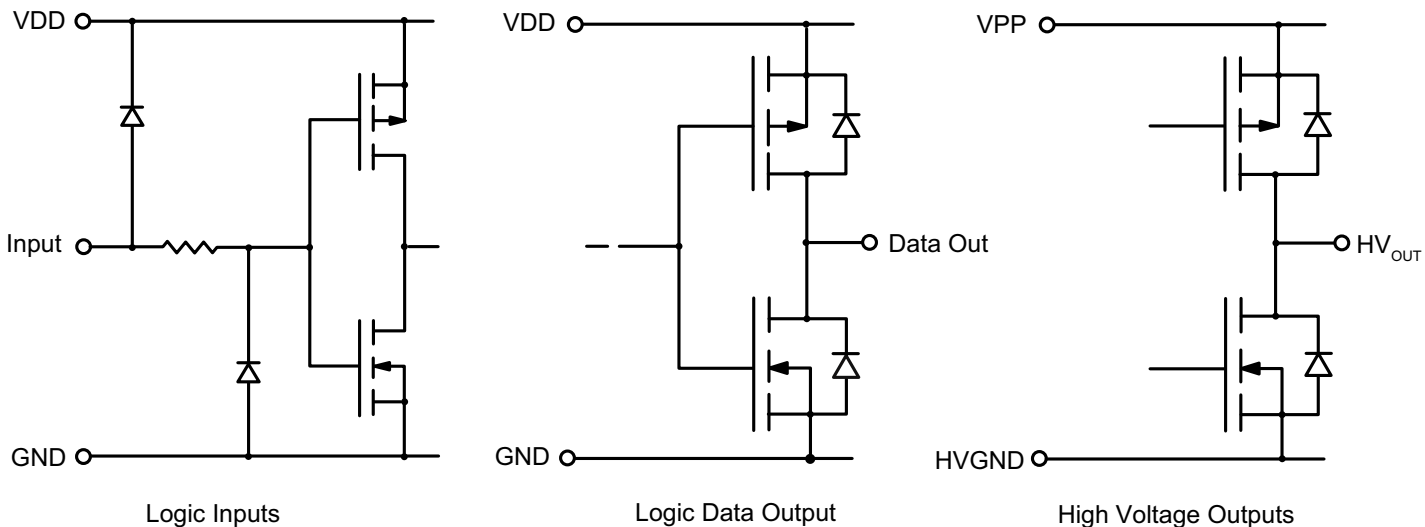 VDD
Input
GND
Logic Inputs
VDD
Data Out
GND
Logic Data Output
VPP
HVOUT
HVGND
High Voltage Outputs